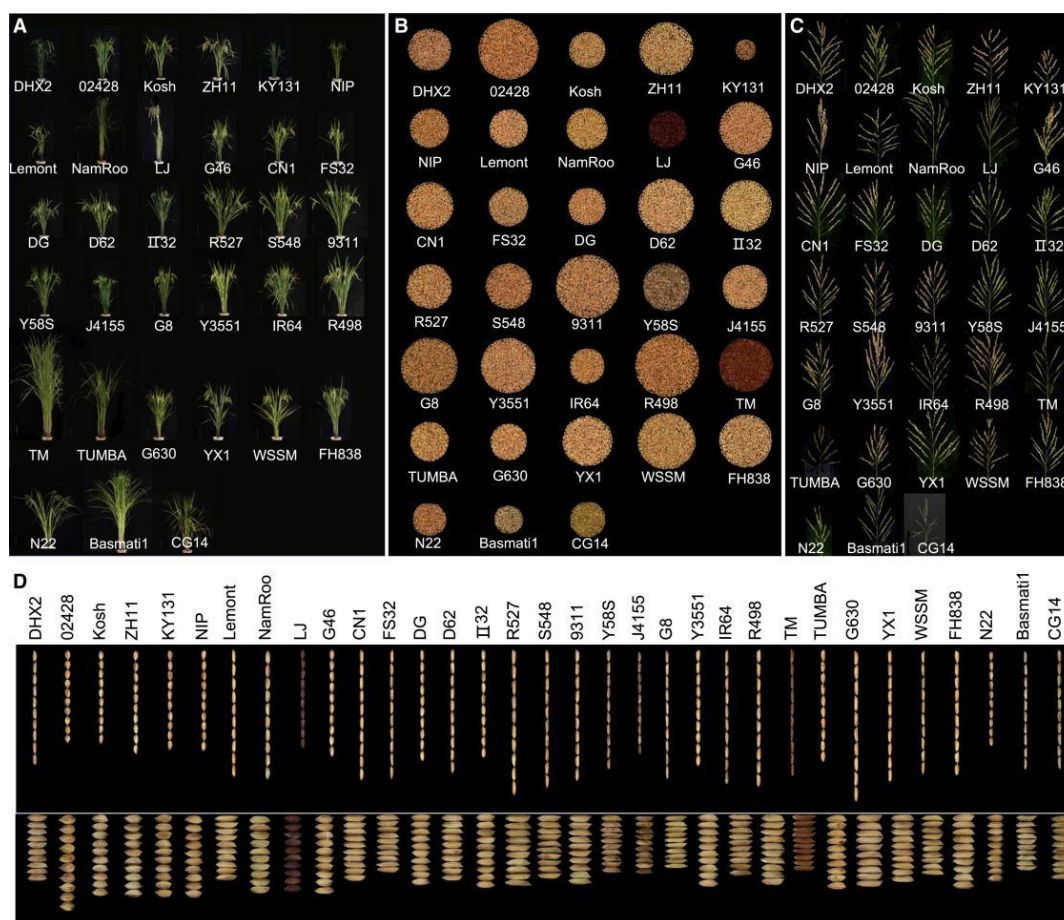 A
DHX2 02428 Kosh ZH11 KY131 NIP
Lemont NamRoo LJ G46 CN1 FS32
DG D62 II32 R527 S548 9311
Y58S J4155 G8 Y3551 IR64 R498
TM TUMBA G630 YX1 WSSM FH838
N22 Basmati1 CG14
B
DHX2 02428 Kosh ZH11 KY131
NIP Lemont NamRoo LJ G46
CN1 FS32 DG D62 II32
R527 S548 9311 Y58S J4155
G8 Y3551 IR64 R498 TM
TUMBA G630 YX1 WSSM FH838
N22 Basmati1 CG14
C
DHX2 02428 Kosh ZH11 KY131
NIP Lemont NamRoo LJ G46
CN1 FS32 DG D62 II32
R527 S548 9311 Y58S J4155
G8 Y3551 IR64 R498 TM
TUMBA G630 YX1 WSSM FH838
N22 Basmati1 CG14
D
DHX2
02428
Kosh
ZH11
KY131
NIP
Lemont
NamRoo
LJ
G46
CN1
FS32
DG
D62
II32
R527
S548
9311
Y58S
J4155
G8
Y3551
IR64
R498
TM
TUMBA
G630
YX1
WSSM
FH838
N22
Basmati1
CG14